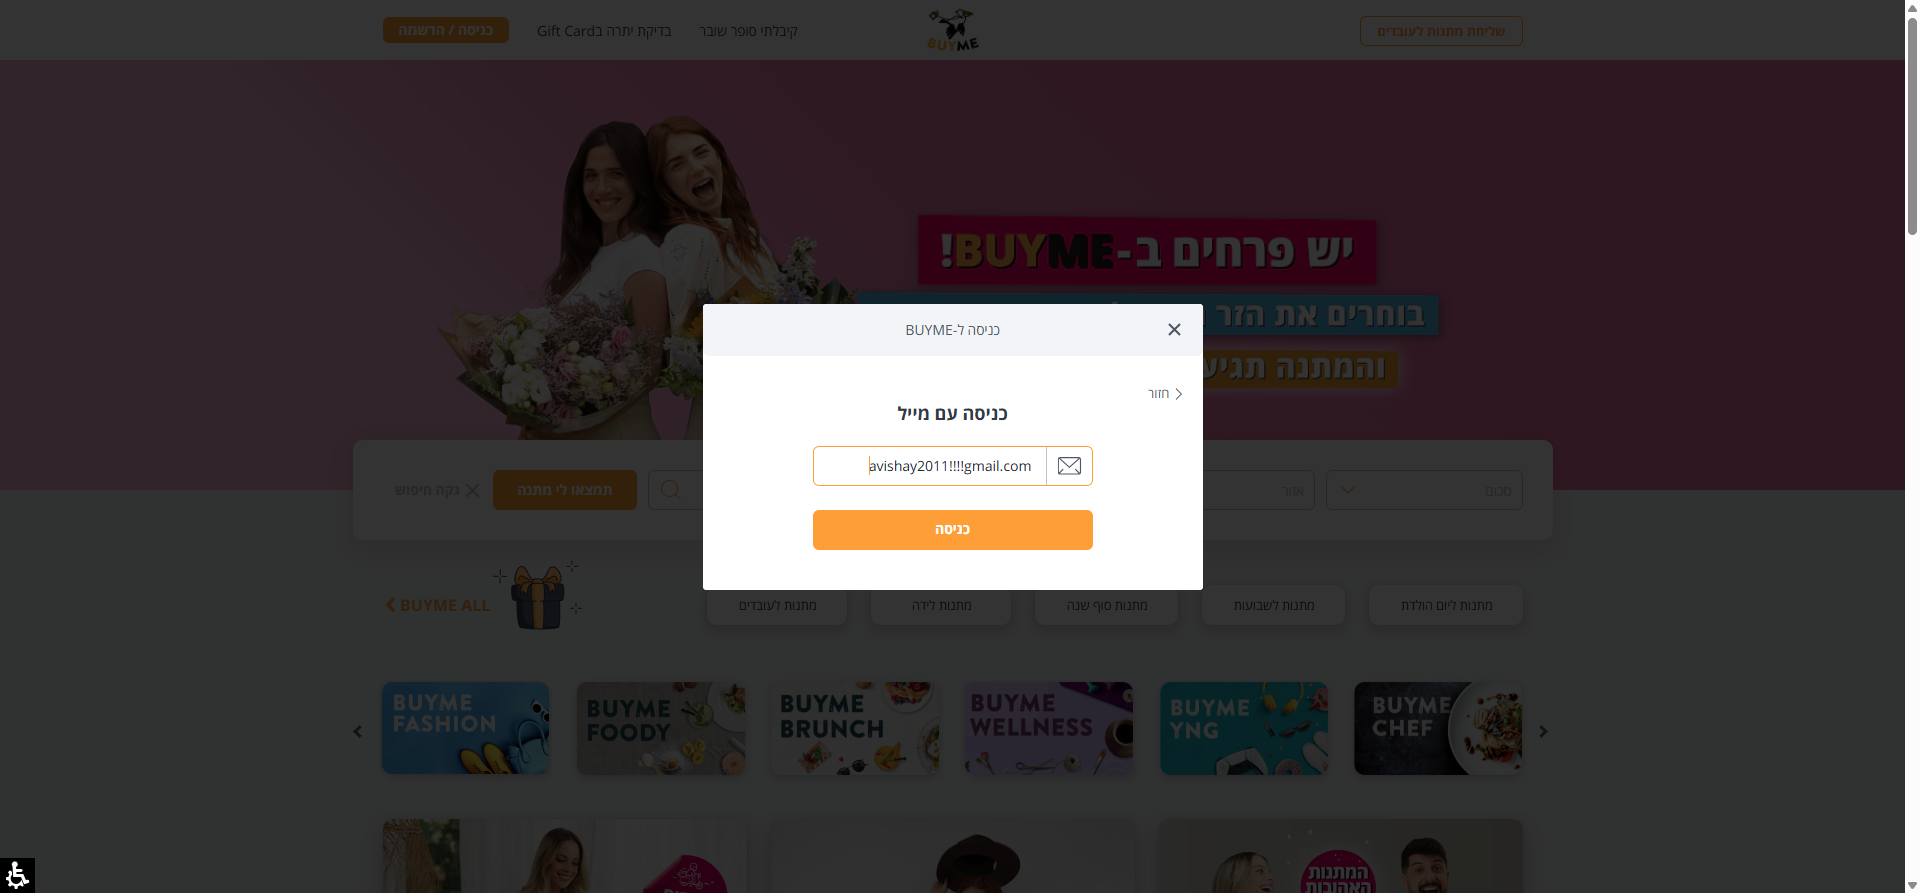 שליחת מתנות לעובדים
BUYME
קיבלתי סופר שובר
בדיקת יתרה בGift Card
כניסה / הרשמה
יש פרחים ב-BUYME!
בוחרים את הזר
והמתנה תגיע
כניסה ל-BUYME
חזור
כניסה עם מייל
avishay2011!!!!gmail.com
כניסה
סכום
אזור
תמצאו לי מתנה
נקה חיפוש
מתנות ליום הולדת
מתנות לשבועות
מתנות סוף שנה
מתנות לידה
מתנות לעובדים
BUYME ALL
BUYME CHEF
BUYME YNG
BUYME WELLNESS
BUYME BRUNCH
BUYME FOODY
BUYME FASHION
המתנות
האהובות